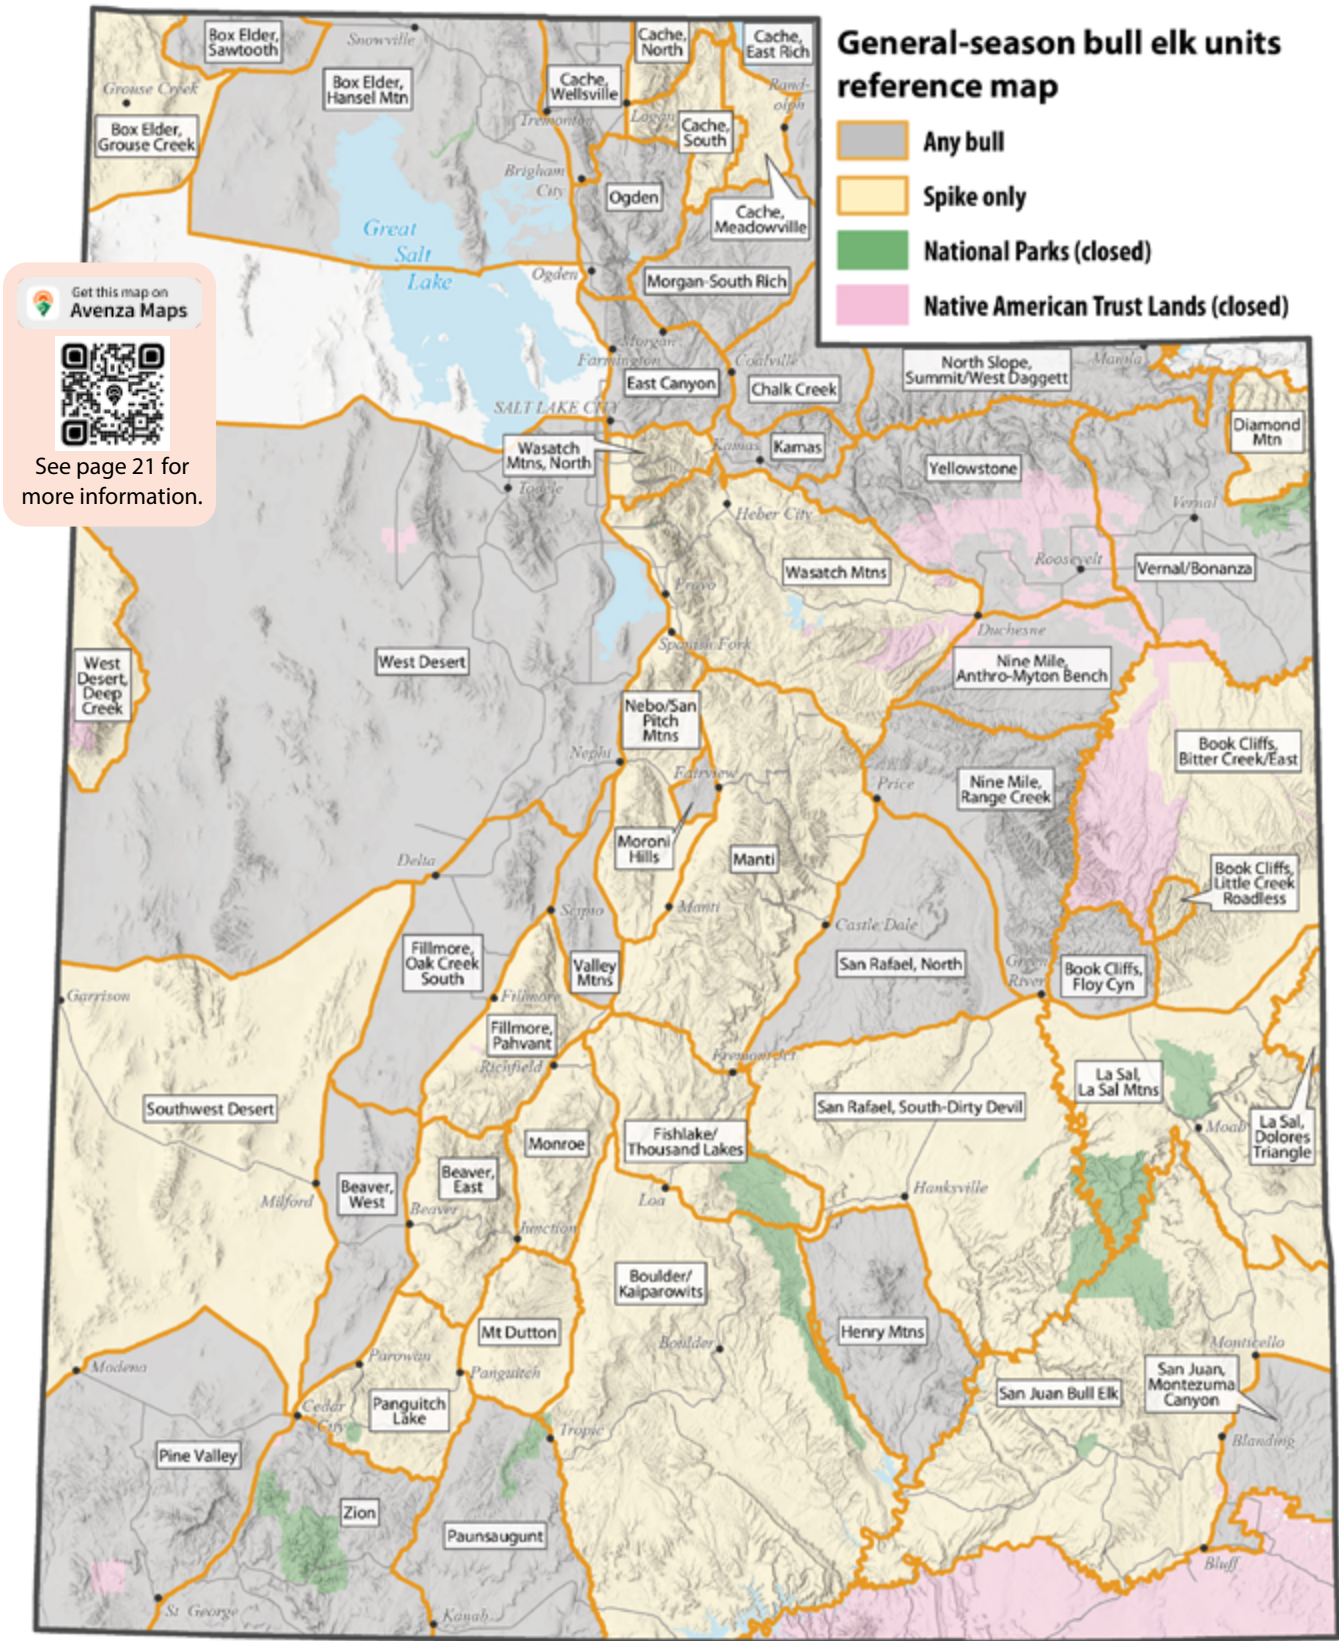 General-season bull elk units
reference map
Any bull
Spike only
National Parks (closed)
Native American Trust Lands (closed)
Get this map on
Avenza Maps
See page 21 for
more information.
Box Elder,
Sawtooth
Snowville
Cache,
North
Cache,
East Rich
Grouse Creek
Box Elder,
Hansel Mtn
Cache,
Wellsville
Rand-
olph
Box Elder,
Grouse Creek
Tremonton
Logan
Cache,
South
Brigham
City
Ogden
Cache,
Meadowville
Great
Salt
Lake
Ogden
Morgan-South Rich
Morgan
Farmington
Coalville
North Slope,
Summit/West Daggett
Manila
East Canyon
Chalk Creek
SALT LAKE CITY
Diamond
Mtn
Wasatch
Mtns, North
Kamas
Kamas
Yellowstone
Tooele
Heber City
Vernal
Roosevelt
Vernal/Bonanza
Wasatch Mtns
Provo
Duchesne
Spanish Fork
West
Desert,
Deep
Creek
West Desert
Nine Mile,
Anthro-Myton Bench
Nebo/San
Pitch
Mtns
Nephi
Book Cliffs,
Bitter Creek/East
Fairview
Price
Nine Mile,
Range Creek
Moroni
Hills
Manti
Delta
Book Cliffs,
Little Creek
Roadless
Scipio
Manti
Castle Dale
Fillmore,
Oak Creek
South
Valley
Mtns
San Rafael, North
Green
River
Book Cliffs,
Floy Cyn
Garrison
Fillmore
Fillmore,
Pahvant
Richfield
Fremont Jct
La Sal,
La Sal Mtns
Southwest Desert
San Rafael, South-Dirty Devil
Moab
La Sal,
Dolores
Triangle
Monroe
Fishlake/
Thousand Lakes
Beaver,
East
Beaver,
West
Milford
Loa
Hanksville
Beaver
Junction
Boulder/
Kaiparowits
Mt Dutton
Henry Mtns
Boulder
Monticello
Modena
Parowan
Panguitch
San Juan,
Montezuma
Canyon
San Juan Bull Elk
Panguitch
Lake
Cedar
City
Tropic
Blanding
Pine Valley
Zion
Paunsaugunt
Bluff
St George
Kanab